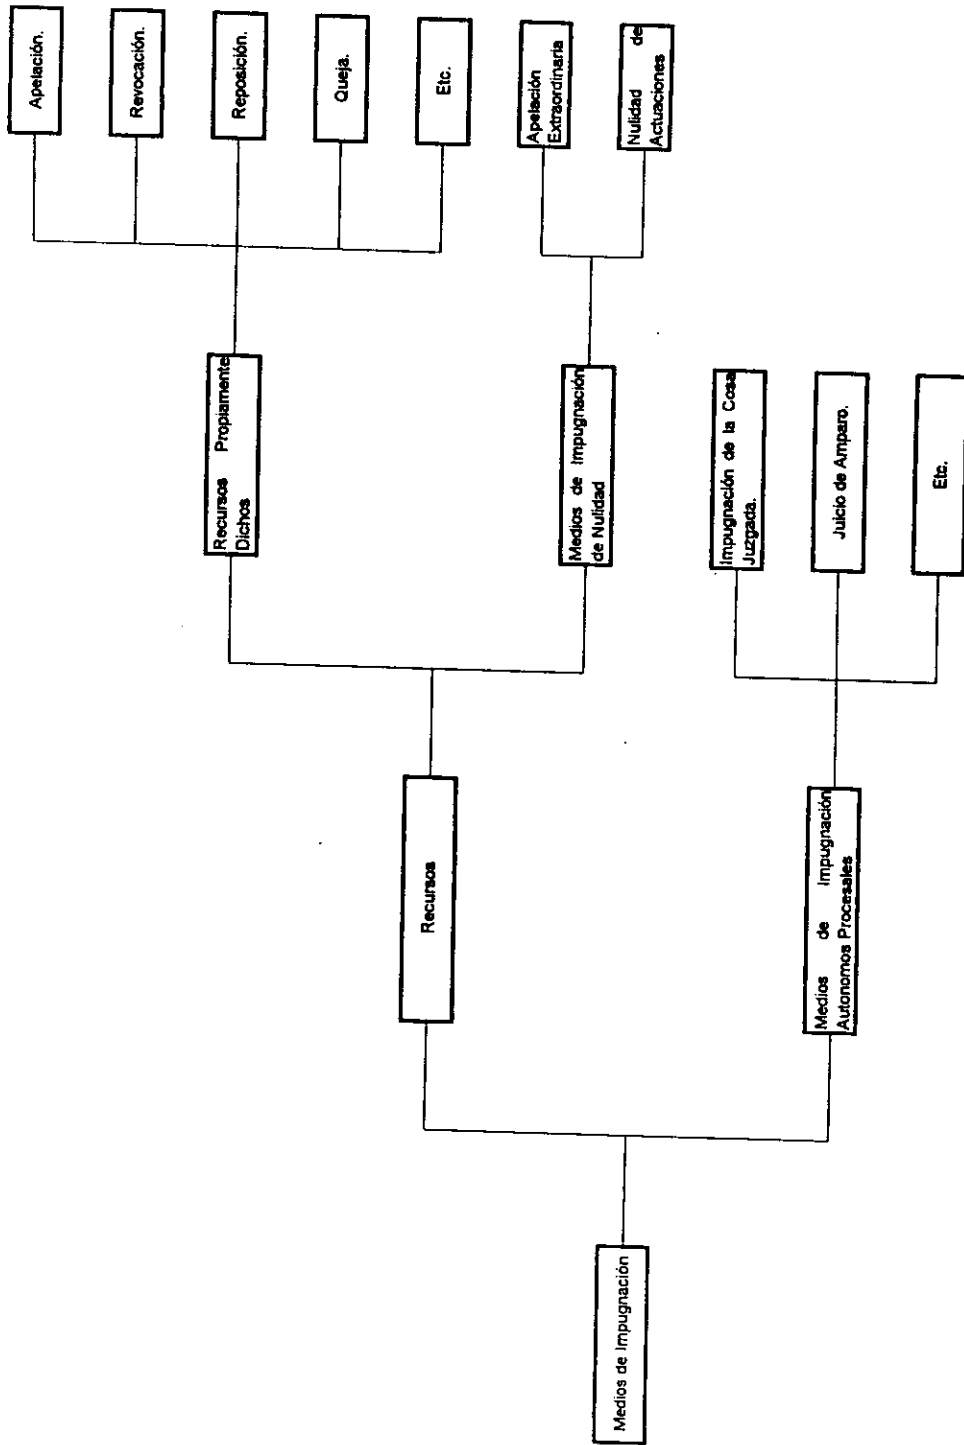 Medios de Impugnación
Recursos
Medios de Impugnación
Autonomos Procesales
Recursos Propiamente
Dichos
Medios de Impugnación
de Nulidad
Impugnación de la Cosa
Juzgada.
Juicio de Amparo.
Etc.
Apelación.
Revocación.
Reposición.
Queja.
Etc.
Apelación
Extraordinaria
Nulidad de
Actuaciones